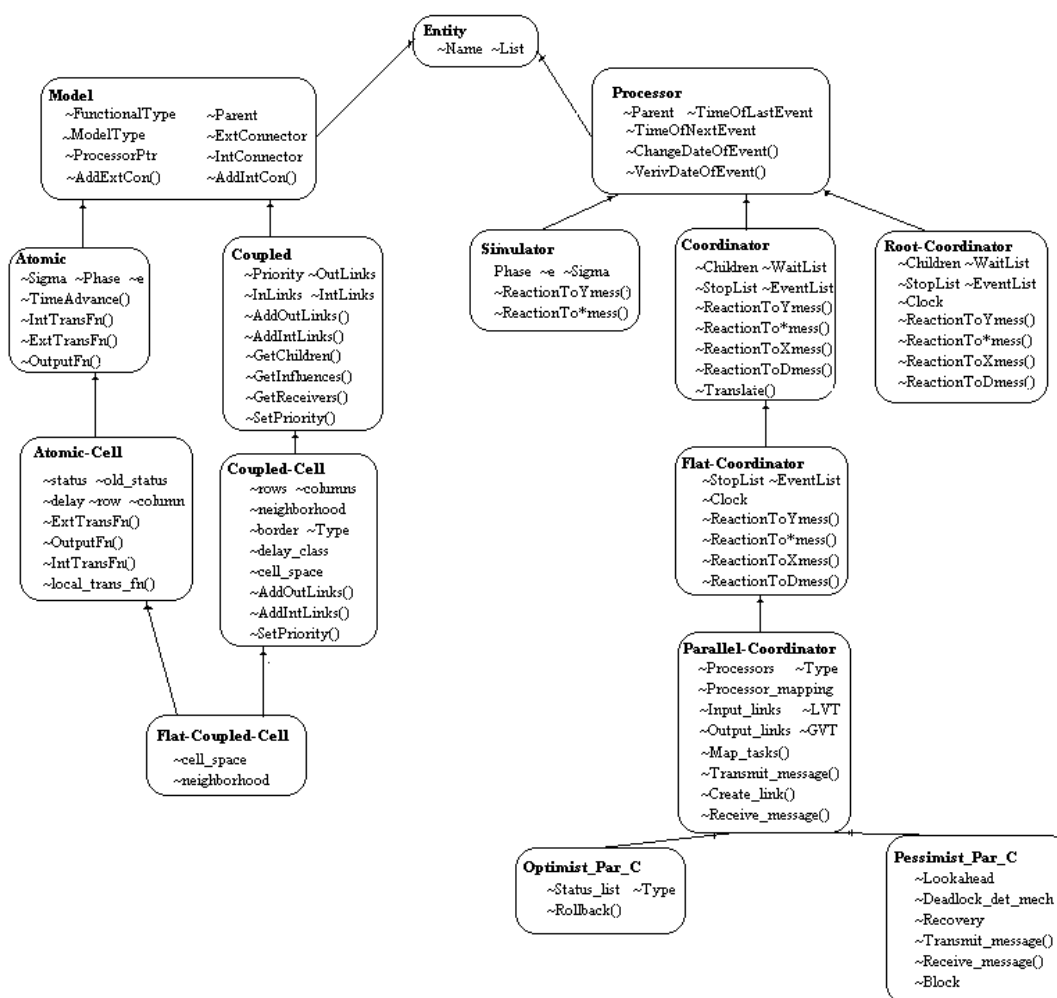 Entity
~Name ~List
Model
~FunctionalType ~Parent
~ModelType ~ExtConnector
~ProcessorPtr ~IntConnector
~AddExtCon() ~AddIntCon()
Processor
~Parent ~TimeOfLastEvent
~TimeOfNextEvent
~ChangeDateOfEvent()
~VerivDateOfEvent()
Atomic
~Sigma ~Phase ~e
~TimeAdvance()
~IntTransFn()
~ExtTransFn()
~OutputFn()
Coupled
~Priority ~OutLinks
~InLinks ~IntLinks
~AddOutLinks()
~AddIntLinks()
~GetChildren()
~GetInfluences()
~GetReceivers()
~SetPriority()
Simulator
Phase ~e ~Sigma
~ReactionToYmess()
~ReactionTo*mess()
Coordinator
~Children ~WaitList
~StopList ~EventList
~ReactionToYmess()
~ReactionTo*mess()
~ReactionToXmess()
~ReactionToDmess()
~Translate()
Root-Coordinator
~Children ~WaitList
~StopList ~EventList
~Clock
~ReactionToYmess()
~ReactionTo*mess()
~ReactionToXmess()
~ReactionToDmess()
Atomic-Cell
~status ~old_status
~delay ~row ~column
~ExtTransFn()
~OutputFn()
~IntTransFn()
~local_trans_fn()
Coupled-Cell
~rows ~columns
~neighborhood
~border ~Type
~delay_class
~cell_space
~AddOutLinks()
~AddIntLinks()
~SetPriority()
Flat-Coordinator
~StopList ~EventList
~Clock
~ReactionToYmess()
~ReactionTo*mess()
~ReactionToXmess()
~ReactionToDmess()
Flat-Coupled-Cell
~cell_space
~neighborhood
Parallel-Coordinator
~Processors ~Type
~Processor_mapping
~Input_links ~LVT
~Output_links ~GVT
~Map_tasks()
~Transmit_message()
~Create_link()
~Receive_message()
Optimist_Par_C
~Status_list ~Type
~Rollback()
Pessimist_Par_C
~Lookahead
~Deadlock_det_mech
~Recovery
~Transmit_message()
~Receive_message()
~Block